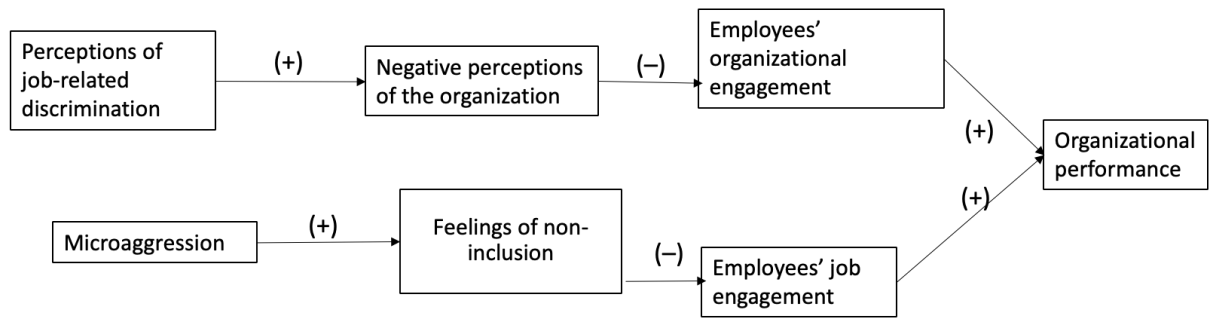 Perceptions of
job-related
discrimination
(+)
Negative perceptions
of the organization
(–)
Employees’
organizational
engagement
(+)
Organizational
performance
Microaggression
(+)
Feelings of non-
inclusion
(–)
Employees’ job
engagement
(+)